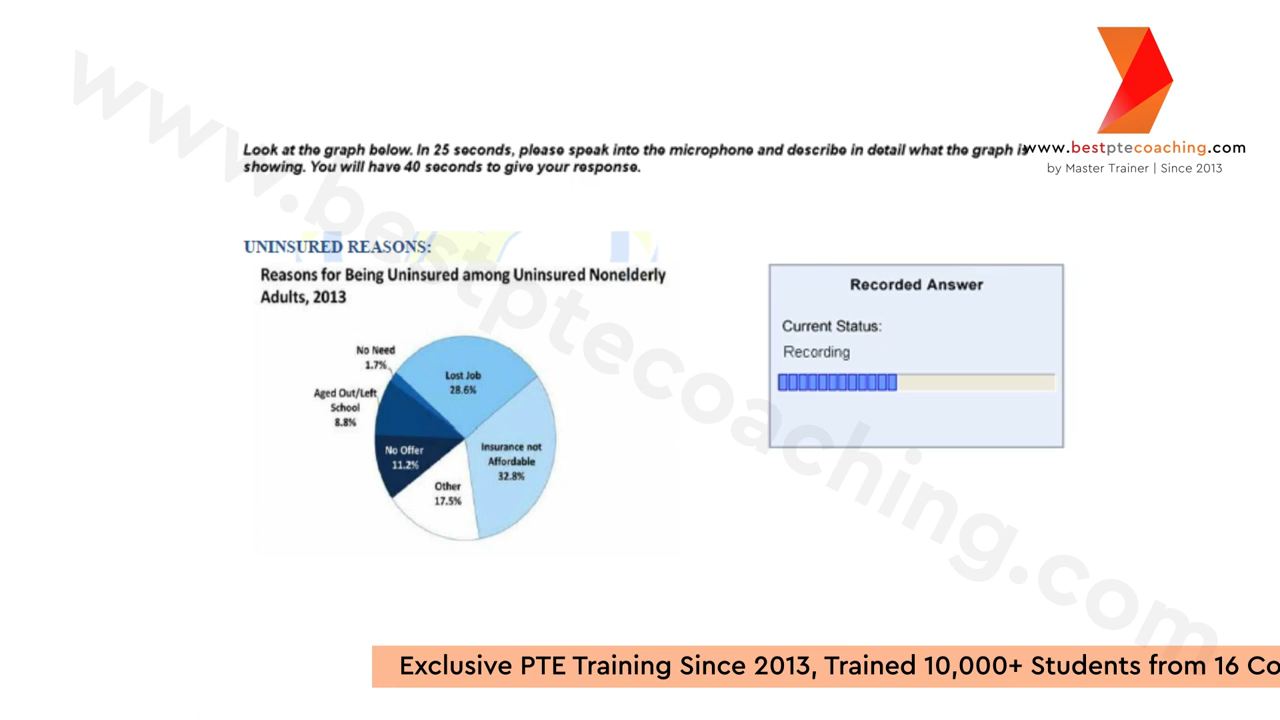 www.bestptecoaching.com
Look at the graph below. In 25 seconds, please speak into the microphone and describe in detail what the graph is
showing. You will have 40 seconds to give your response.
www.bestptecoaching.com
by Master Trainer | Since 2013
UNINSURED REASONS:
Reasons for Being Uninsured among Uninsured Nonelderly
Adults, 2013
No Need
1.7%
Lost Job
28.6%
Aged Out/Left
School
8.8%
No Offer
11.2%
Insurance not
Affordable
32.8%
Other
17.5%
Recorded Answer
Current Status:
Recording
Exclusive PTE Training Since 2013, Trained 10,000+ Students from 16 Co